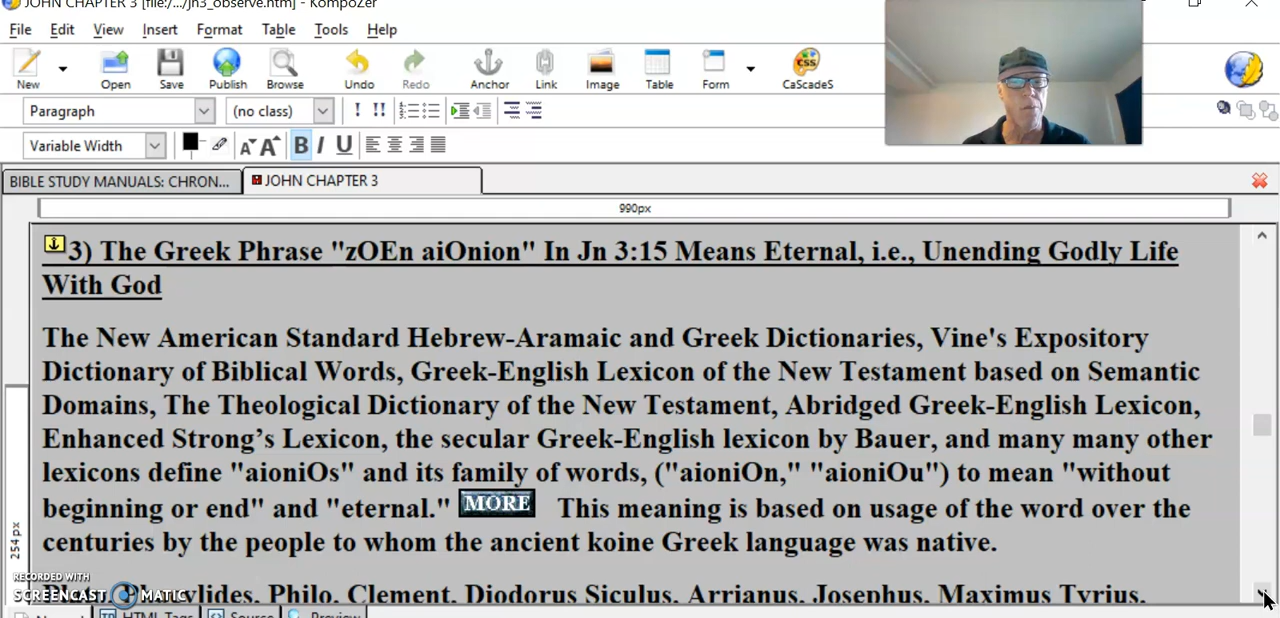 JOHN CHAPTER 3 [file:/.../jn3_observe.htm] - KompoZer
File Edit View Insert Format Table Tools Help
New Open Save Publish Browse Undo Redo Anchor Link Image Table Form CaScadeS
Paragraph (no class) ! !!
Variable Width A A B I U
BIBLE STUDY MANUALS: CHRON... JOHN CHAPTER 3
990px
3) The Greek Phrase "zOEn aiOnion" In Jn 3:15 Means Eternal, i.e., Unending Godly Life
With God
The New American Standard Hebrew-Aramaic and Greek Dictionaries, Vine's Expository
Dictionary of Biblical Words, Greek-English Lexicon of the New Testament based on Semantic
Domains, The Theological Dictionary of the New Testament, Abridged Greek-English Lexicon,
Enhanced Strong’s Lexicon, the secular Greek-English lexicon by Bauer, and many many other
lexicons define "aioniOs" and its family of words, ("aioniOn," "aioniOu") to mean "without
beginning or end" and "eternal." MORE This meaning is based on usage of the word over the
centuries by the people to whom the ancient koine Greek language was native.
254 px
Philo, Clement, Diodorus Siculus, Arrianus, Josephus, Maximus Tyrius,
RECORDED WITH
SCREENCAST MATIC
HTML Tags Source Preview